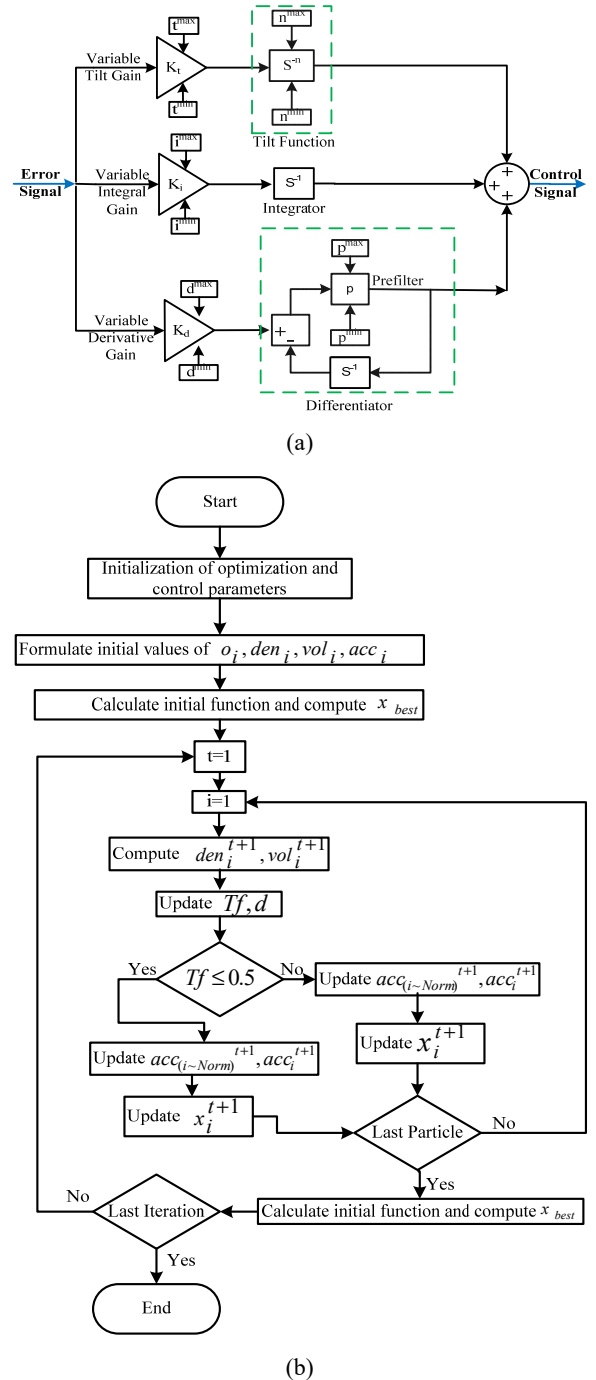 n^max
t^max
Variable
Tilt Gain
K_t
S^-n
t^min
n^min
Tilt Function
i^max
Error
Signal
Variable
Integral
Gain
K_i
S^-1
Integrator
i^min
+
+
+
Control
Signal
p^max
Prefilter
d^max
p
Variable
Derivative
Gain
K_d
+
-
p^min
d^min
S^-1
Differentiator
(a)
Start
Initialization of optimization and
control parameters
Formulate initial values of o_i, den_i, vol_i, acc_i
Calculate initial function and compute x_best
t=1
i=1
Compute den_i^t+1, vol_i^t+1
Update Tf, d
Yes
Tf ≤ 0.5
No
Update acc_(i~Norm)^t+1, acc_i^t+1
Update x_i^t+1
Update acc_(i~Norm)^t+1, acc_i^t+1
Update x_i^t+1
Last Particle
No
Yes
No
Last Iteration
Calculate initial function and compute x_best
Yes
End
(b)